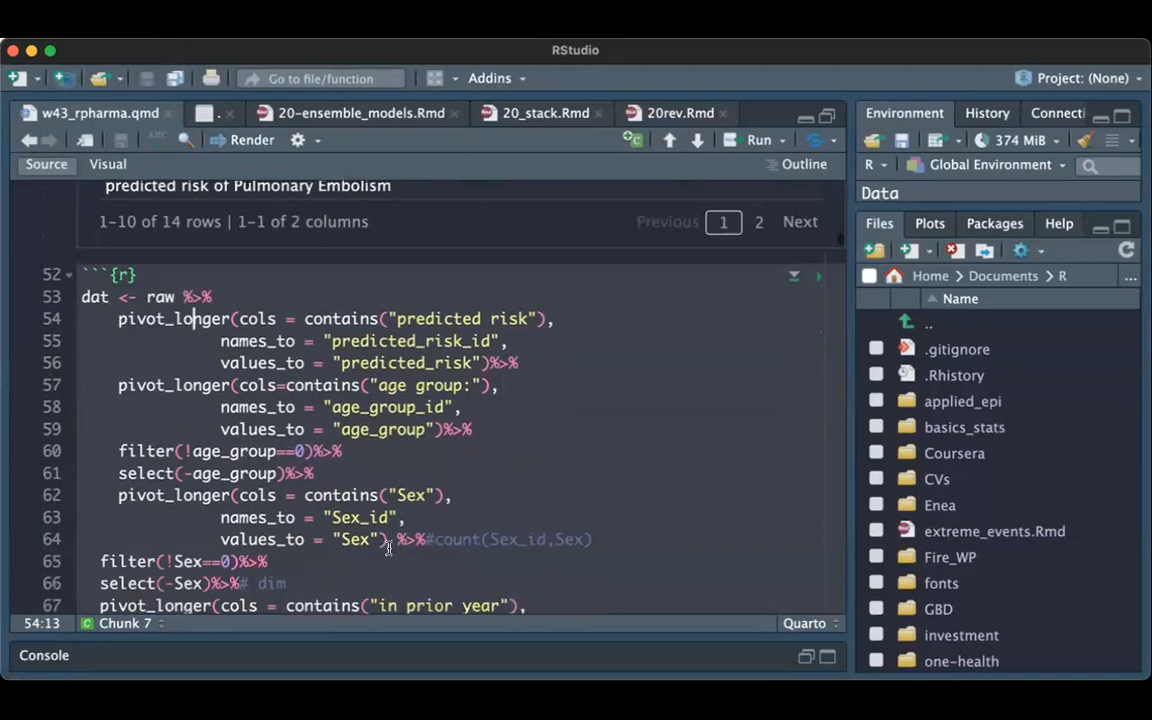 RStudio
Go to file/function
Addins
Project: (None)
w43_rpharma.qmd
.
20-ensemble_models.Rmd
20_stack.Rmd
20rev.Rmd
Environment
History
Connecti
Render
Run
374 MiB
Source
Visual
Outline
R
Global Environment
Data
predicted risk of Pulmonary Embolism
1-10 of 14 rows | 1-1 of 2 columns
Previous
1
2
Next
Files
Plots
Packages
Help
Home
Documents
R
...
Name
..
.gitignore
.Rhistory
applied_epi
basics_stats
Coursera
CVs
Enea
extreme_events.Rmd
Fire_WP
fonts
GBD
investment
one-health
52 ```{r}
53 dat <- raw %>%
54 pivot_longer(cols = contains("predicted risk"),
55 names_to = "predicted_risk_id",
56 values_to = "predicted_risk")%>%
57 pivot_longer(cols=contains("age group:"),
58 names_to = "age_group_id",
59 values_to = "age_group")%>%
60 filter(!age_group==0)%>%
61 select(-age_group)%>%
62 pivot_longer(cols = contains("Sex"),
63 names_to = "Sex_id",
64 values_to = "Sex") %>%#count(Sex_id,Sex)
65 filter(!Sex==0)%>%
66 select(-Sex)%>%# dim
67 pivot_longer(cols = contains("in prior year"),
54:13
Chunk 7
Quarto
Console